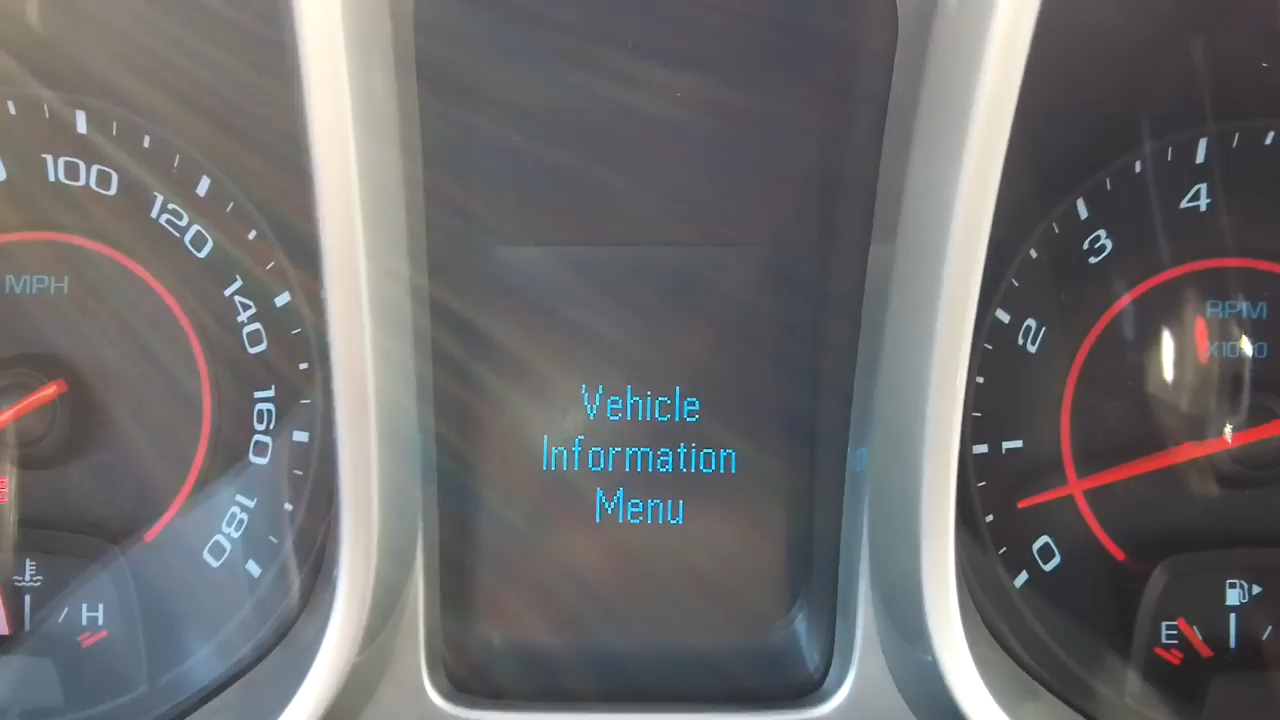 100
120
140
160
180
MPH
H
Vehicle
Information
Menu
4
3
2
1
0
RPM
X1000
E